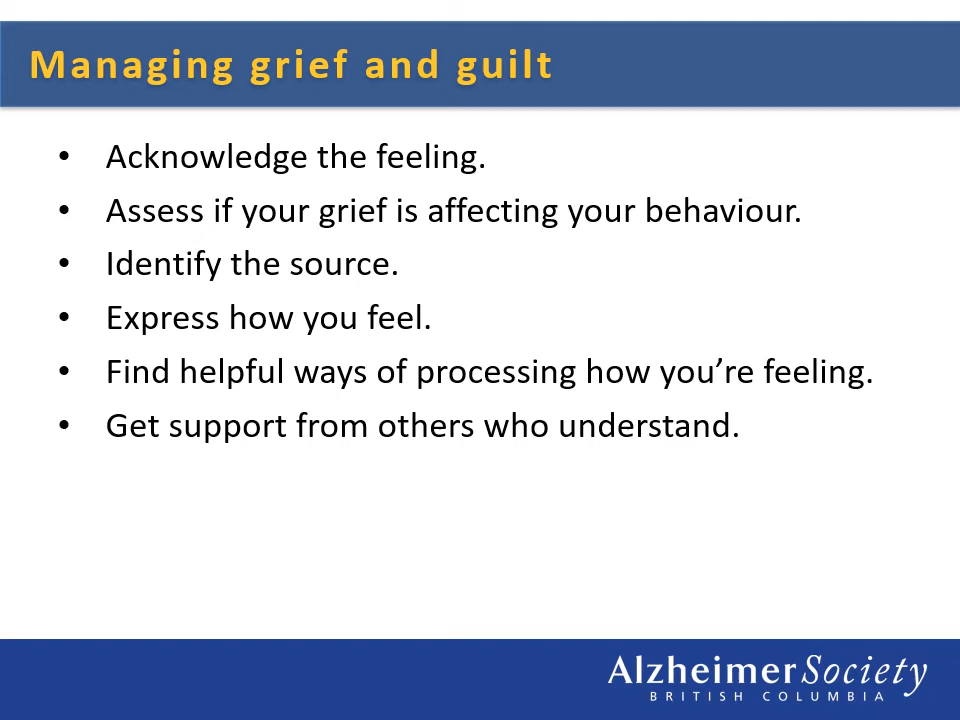 Managing grief and guilt
• Acknowledge the feeling.
• Assess if your grief is affecting your behaviour.
• Identify the source.
• Express how you feel.
• Find helpful ways of processing how you’re feeling.
• Get support from others who understand.
AlzheimerSociety
BRITISH COLUMBIA